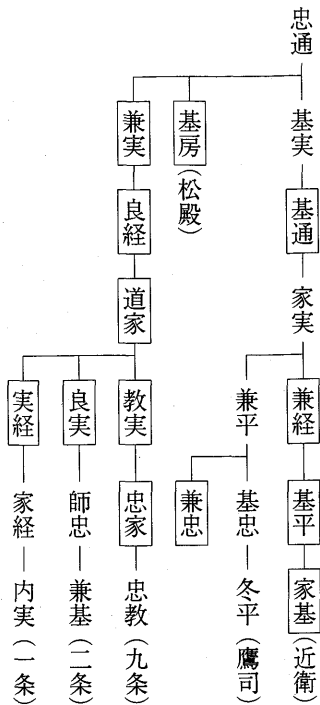 忠通
基実
基通
家実
兼経
基平
家基(近衛)
兼平
基忠
冬平(鷹司)
兼忠
基房(松殿)
兼実
良経
道家
教実
忠家
忠教(九条)
良実
師忠
兼基(二条)
実経
家経
内実(一条)